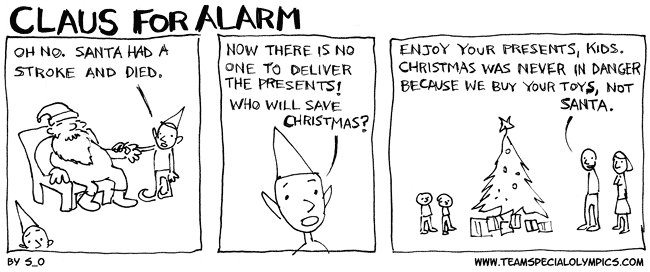 CLAUS FOR ALARM
OH NO. SANTA HAD A
STROKE AND DIED.
NOW THERE IS NO
ONE TO DELIVER
THE PRESENTS!
WHO WILL SAVE
CHRISTMAS?
ENJOY YOUR PRESENTS, KIDS.
CHRISTMAS WAS NEVER IN DANGER
BECAUSE WE BUY YOUR TOYS, NOT
SANTA.
BY S_O
WWW.TEAMSPECIALOLYMPICS.COM